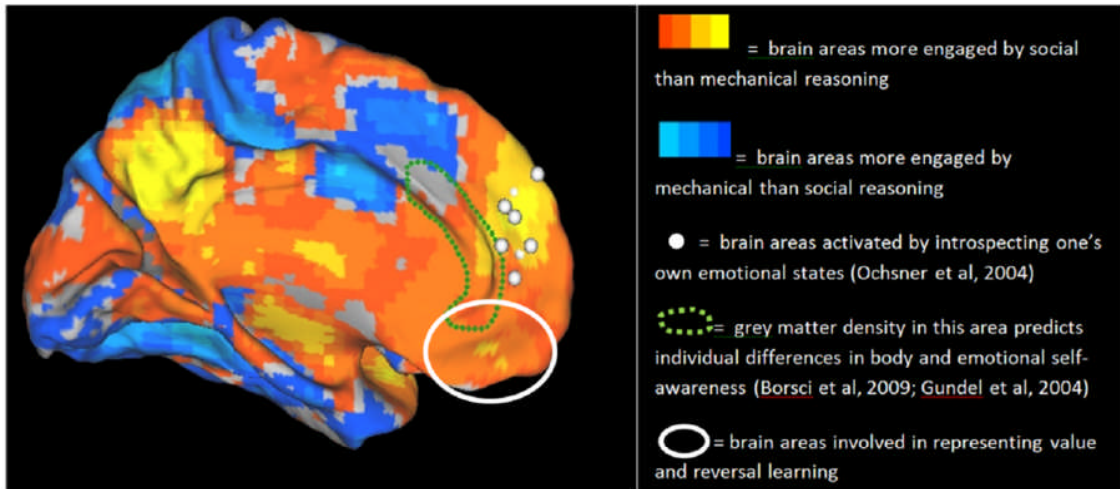 = brain areas more engaged by social
than mechanical reasoning
= brain areas more engaged by
mechanical than social reasoning
= brain areas activated by introspecting one's
own emotional states (Ochsner et al, 2004)
= grey matter density in this area predicts
individual differences in body and emotional self-
awareness (Borsci et al, 2009; Gundel et al, 2004)
= brain areas involved in representing value
and reversal learning